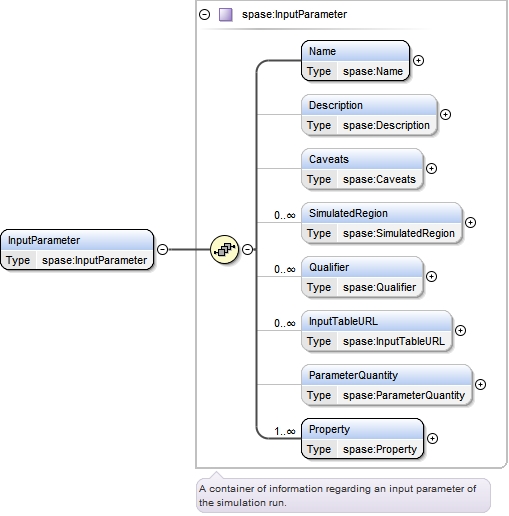 spase:InputParameter
Name
Type spase:Name
Description
Type spase:Description
Caveats
Type spase:Caveats
0..∞
SimulatedRegion
Type spase:SimulatedRegion
InputParameter
Type spase:InputParameter
0..∞
Qualifier
Type spase:Qualifier
0..∞
InputTableURL
Type spase:InputTableURL
ParameterQuantity
Type spase:ParameterQuantity
1..∞
Property
Type spase:Property
A container of information regarding an input parameter of
the simulation run.